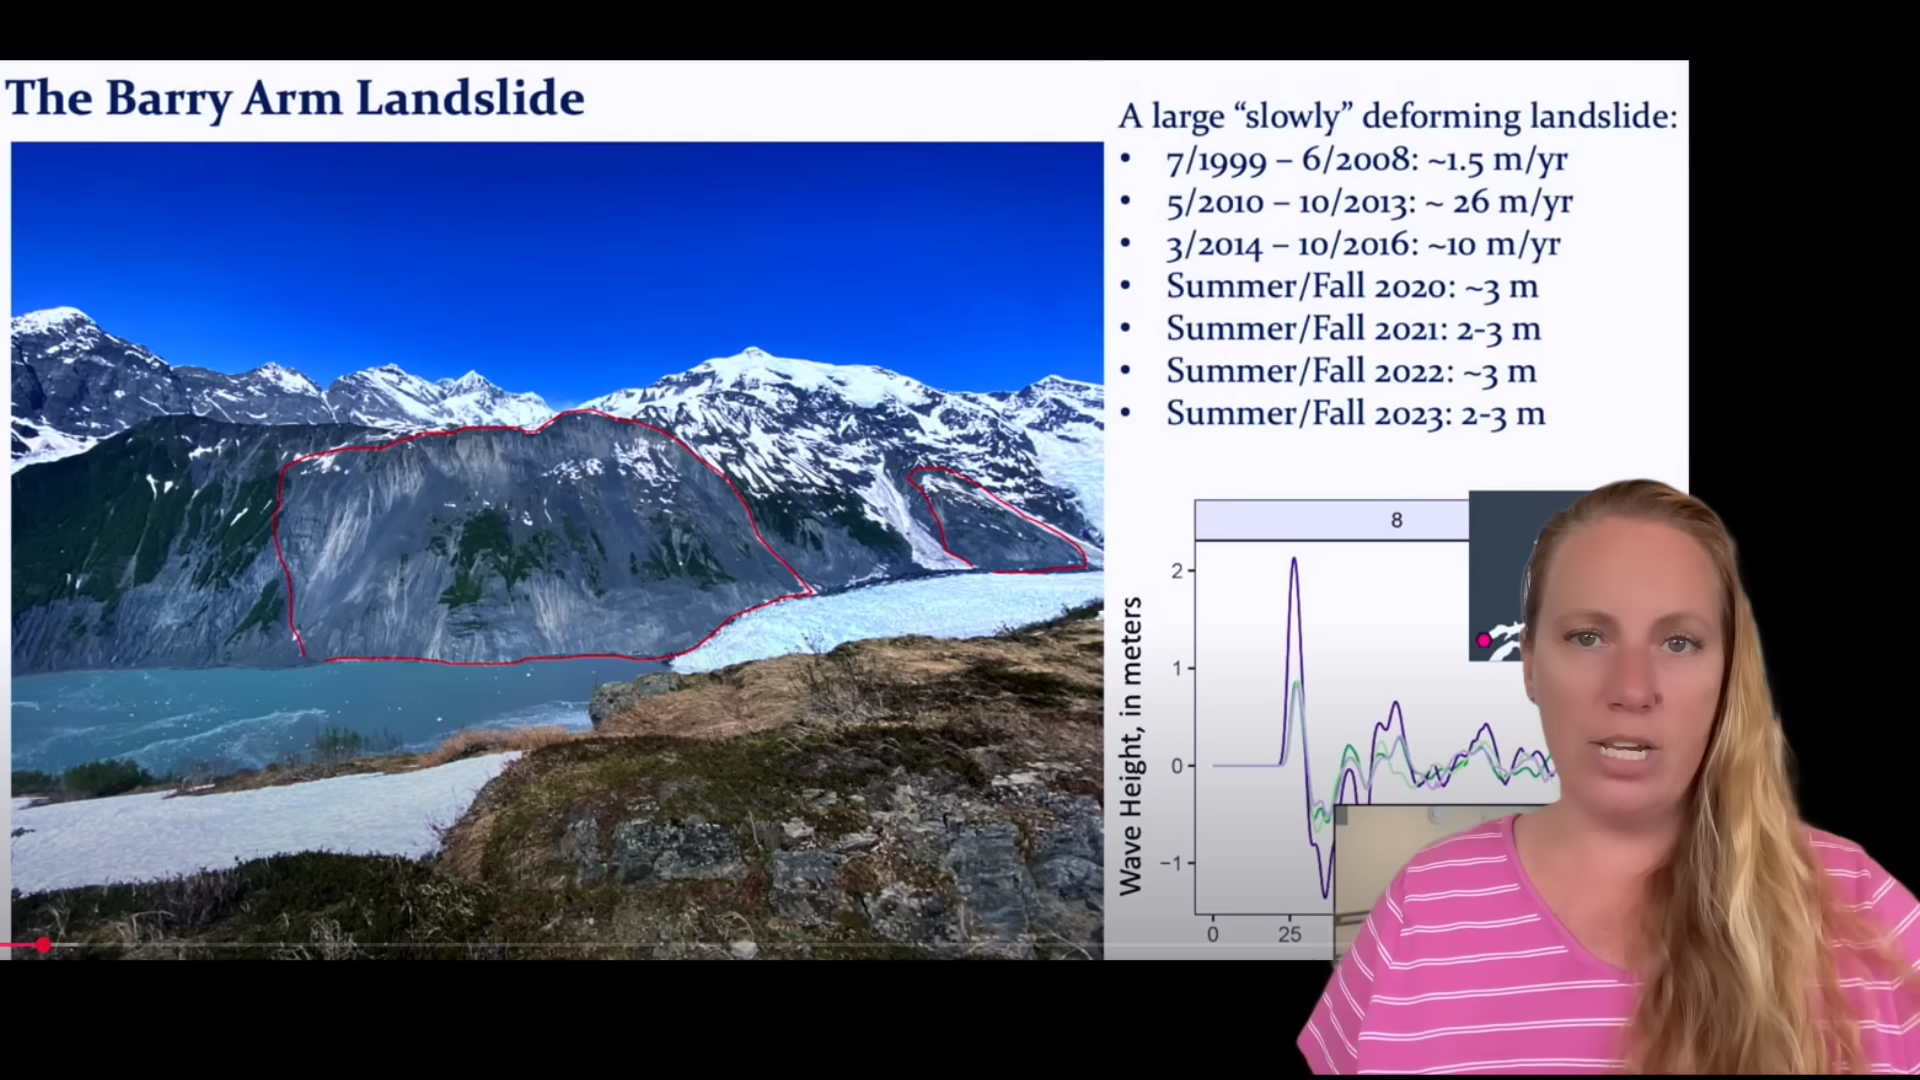 The Barry Arm Landslide
A large “slowly” deforming landslide:
• 7/1999 – 6/2008: ~1.5 m/yr
• 5/2010 – 10/2013: ~ 26 m/yr
• 3/2014 – 10/2016: ~10 m/yr
• Summer/Fall 2020: ~3 m
• Summer/Fall 2021: 2-3 m
• Summer/Fall 2022: ~3 m
• Summer/Fall 2023: 2-3 m
8
Wave Height, in meters
2
1
0
−1
0 25